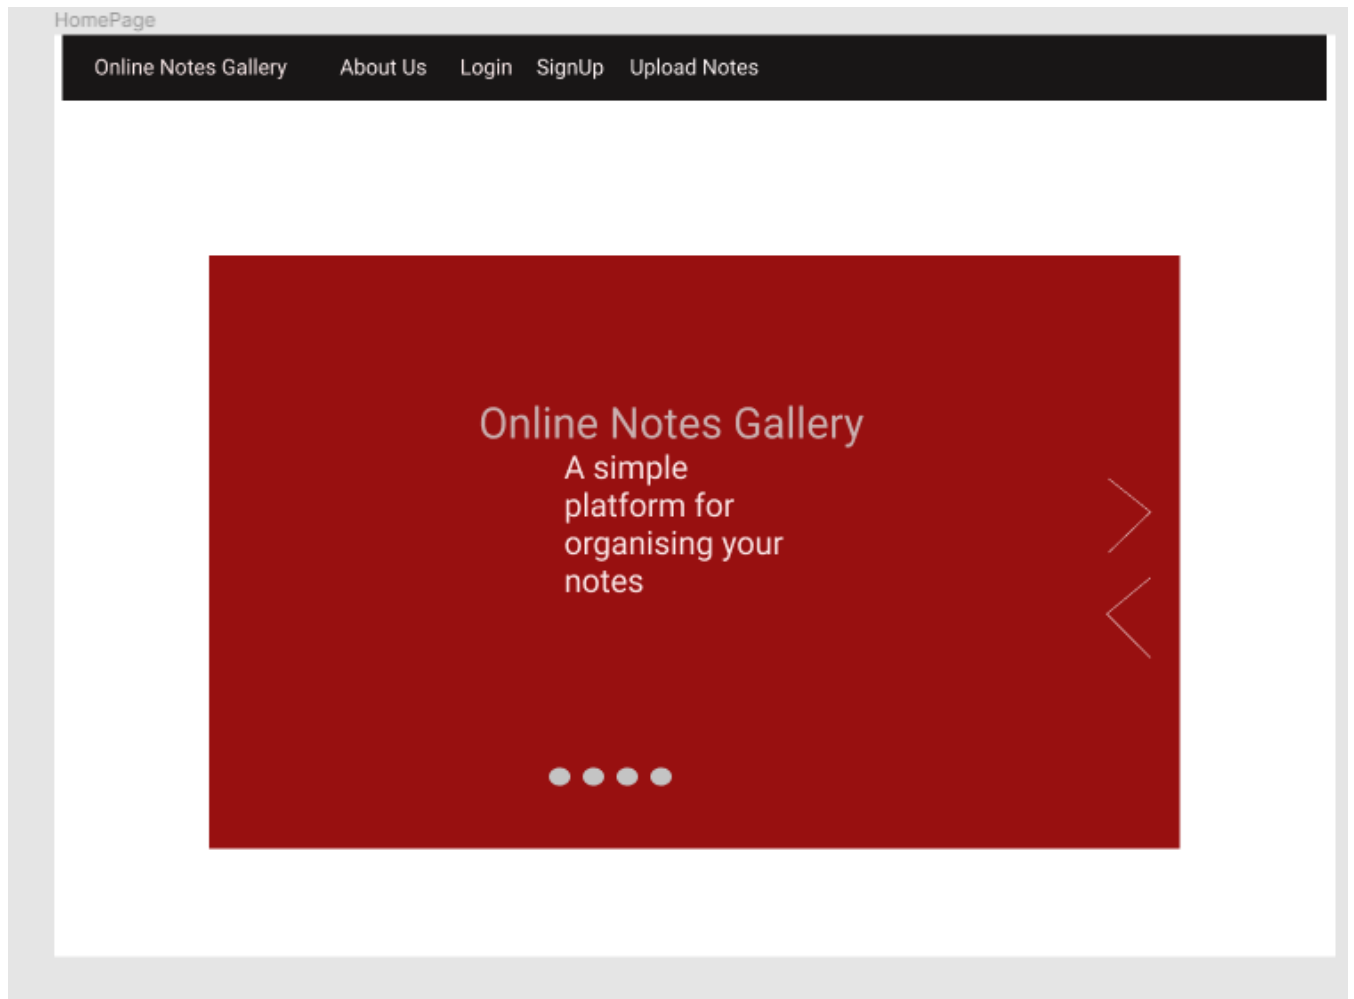 HomePage
Online Notes Gallery About Us Login SignUp Upload Notes
Online Notes Gallery
A simple
platform for
organising your
notes